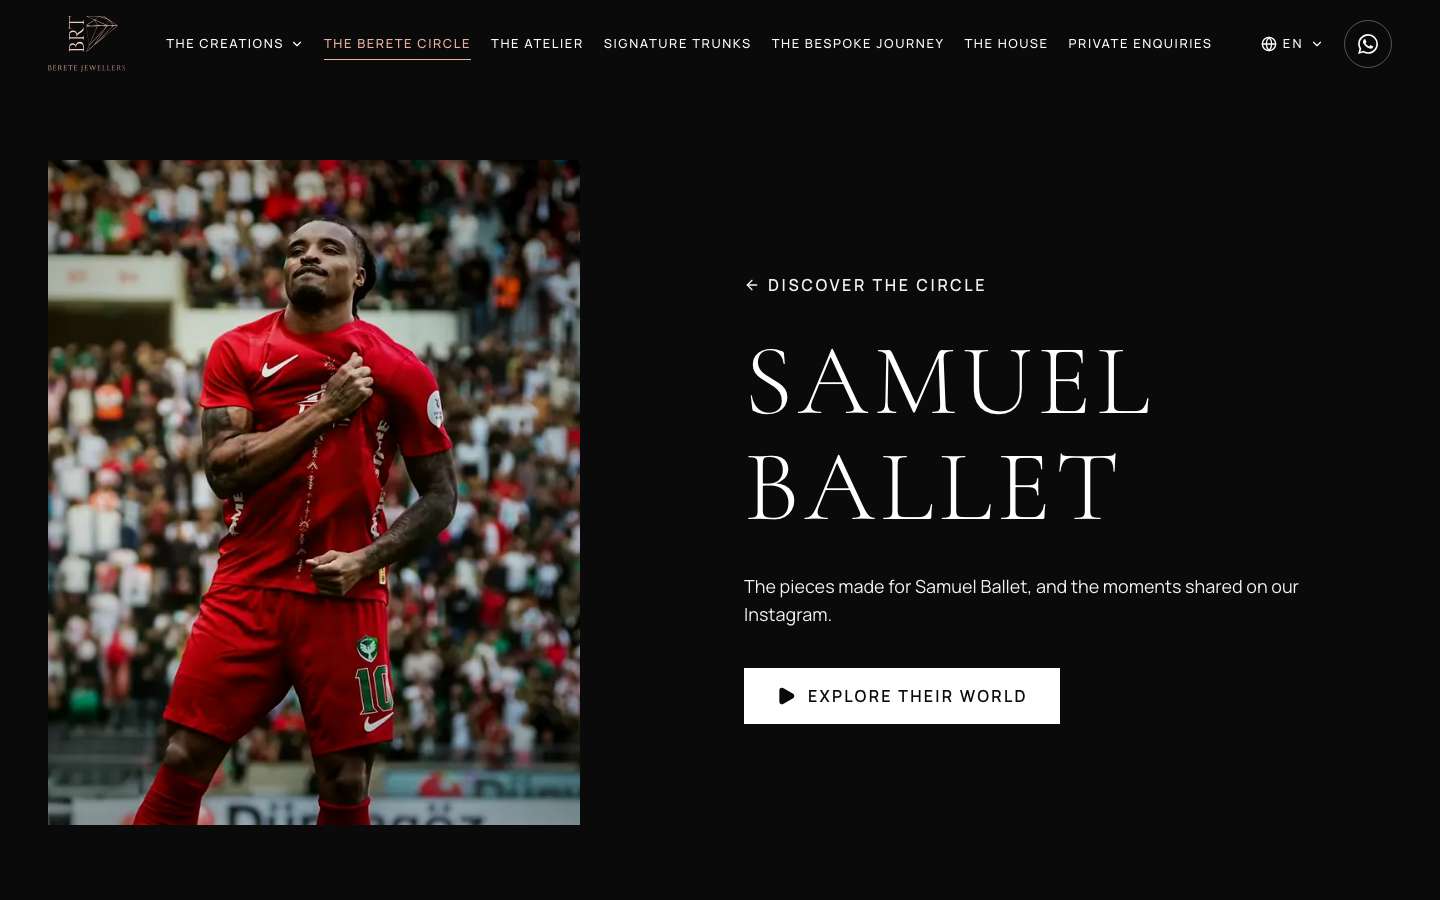 BRT
BERETE JEWELLERS
THE CREATIONS
THE BERETE CIRCLE
THE ATELIER
SIGNATURE TRUNKS
THE BESPOKE JOURNEY
THE HOUSE
PRIVATE ENQUIRIES
EN
10
DISCOVER THE CIRCLE
SAMUEL
BALLET
The pieces made for Samuel Ballet, and the moments shared on our
Instagram.
EXPLORE THEIR WORLD